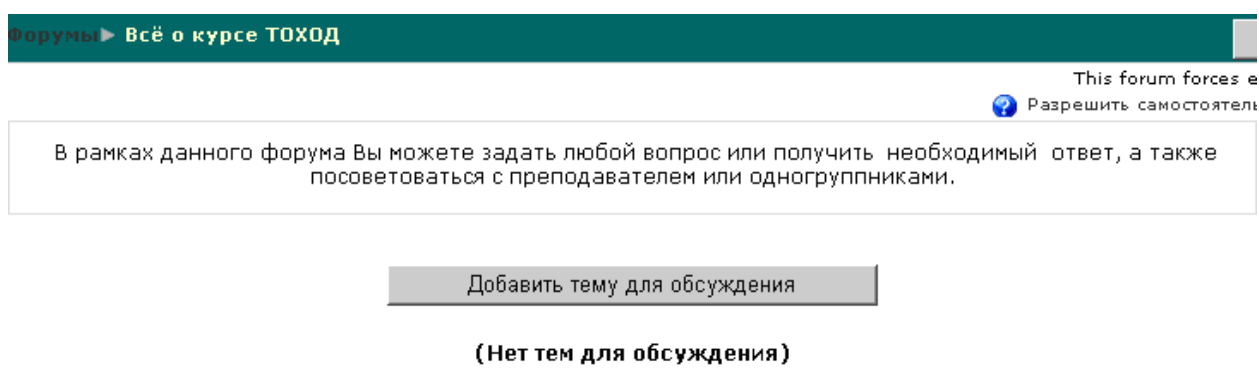 Форумы▶ Всё о курсе ТОХОД
This forum forces e
Разрешить самостоятель
В рамках данного форума Вы можете задать любой вопрос или получить необходимый ответ, а также
посоветоваться с преподавателем или одногруппниками.
Добавить тему для обсуждения
(Нет тем для обсуждения)